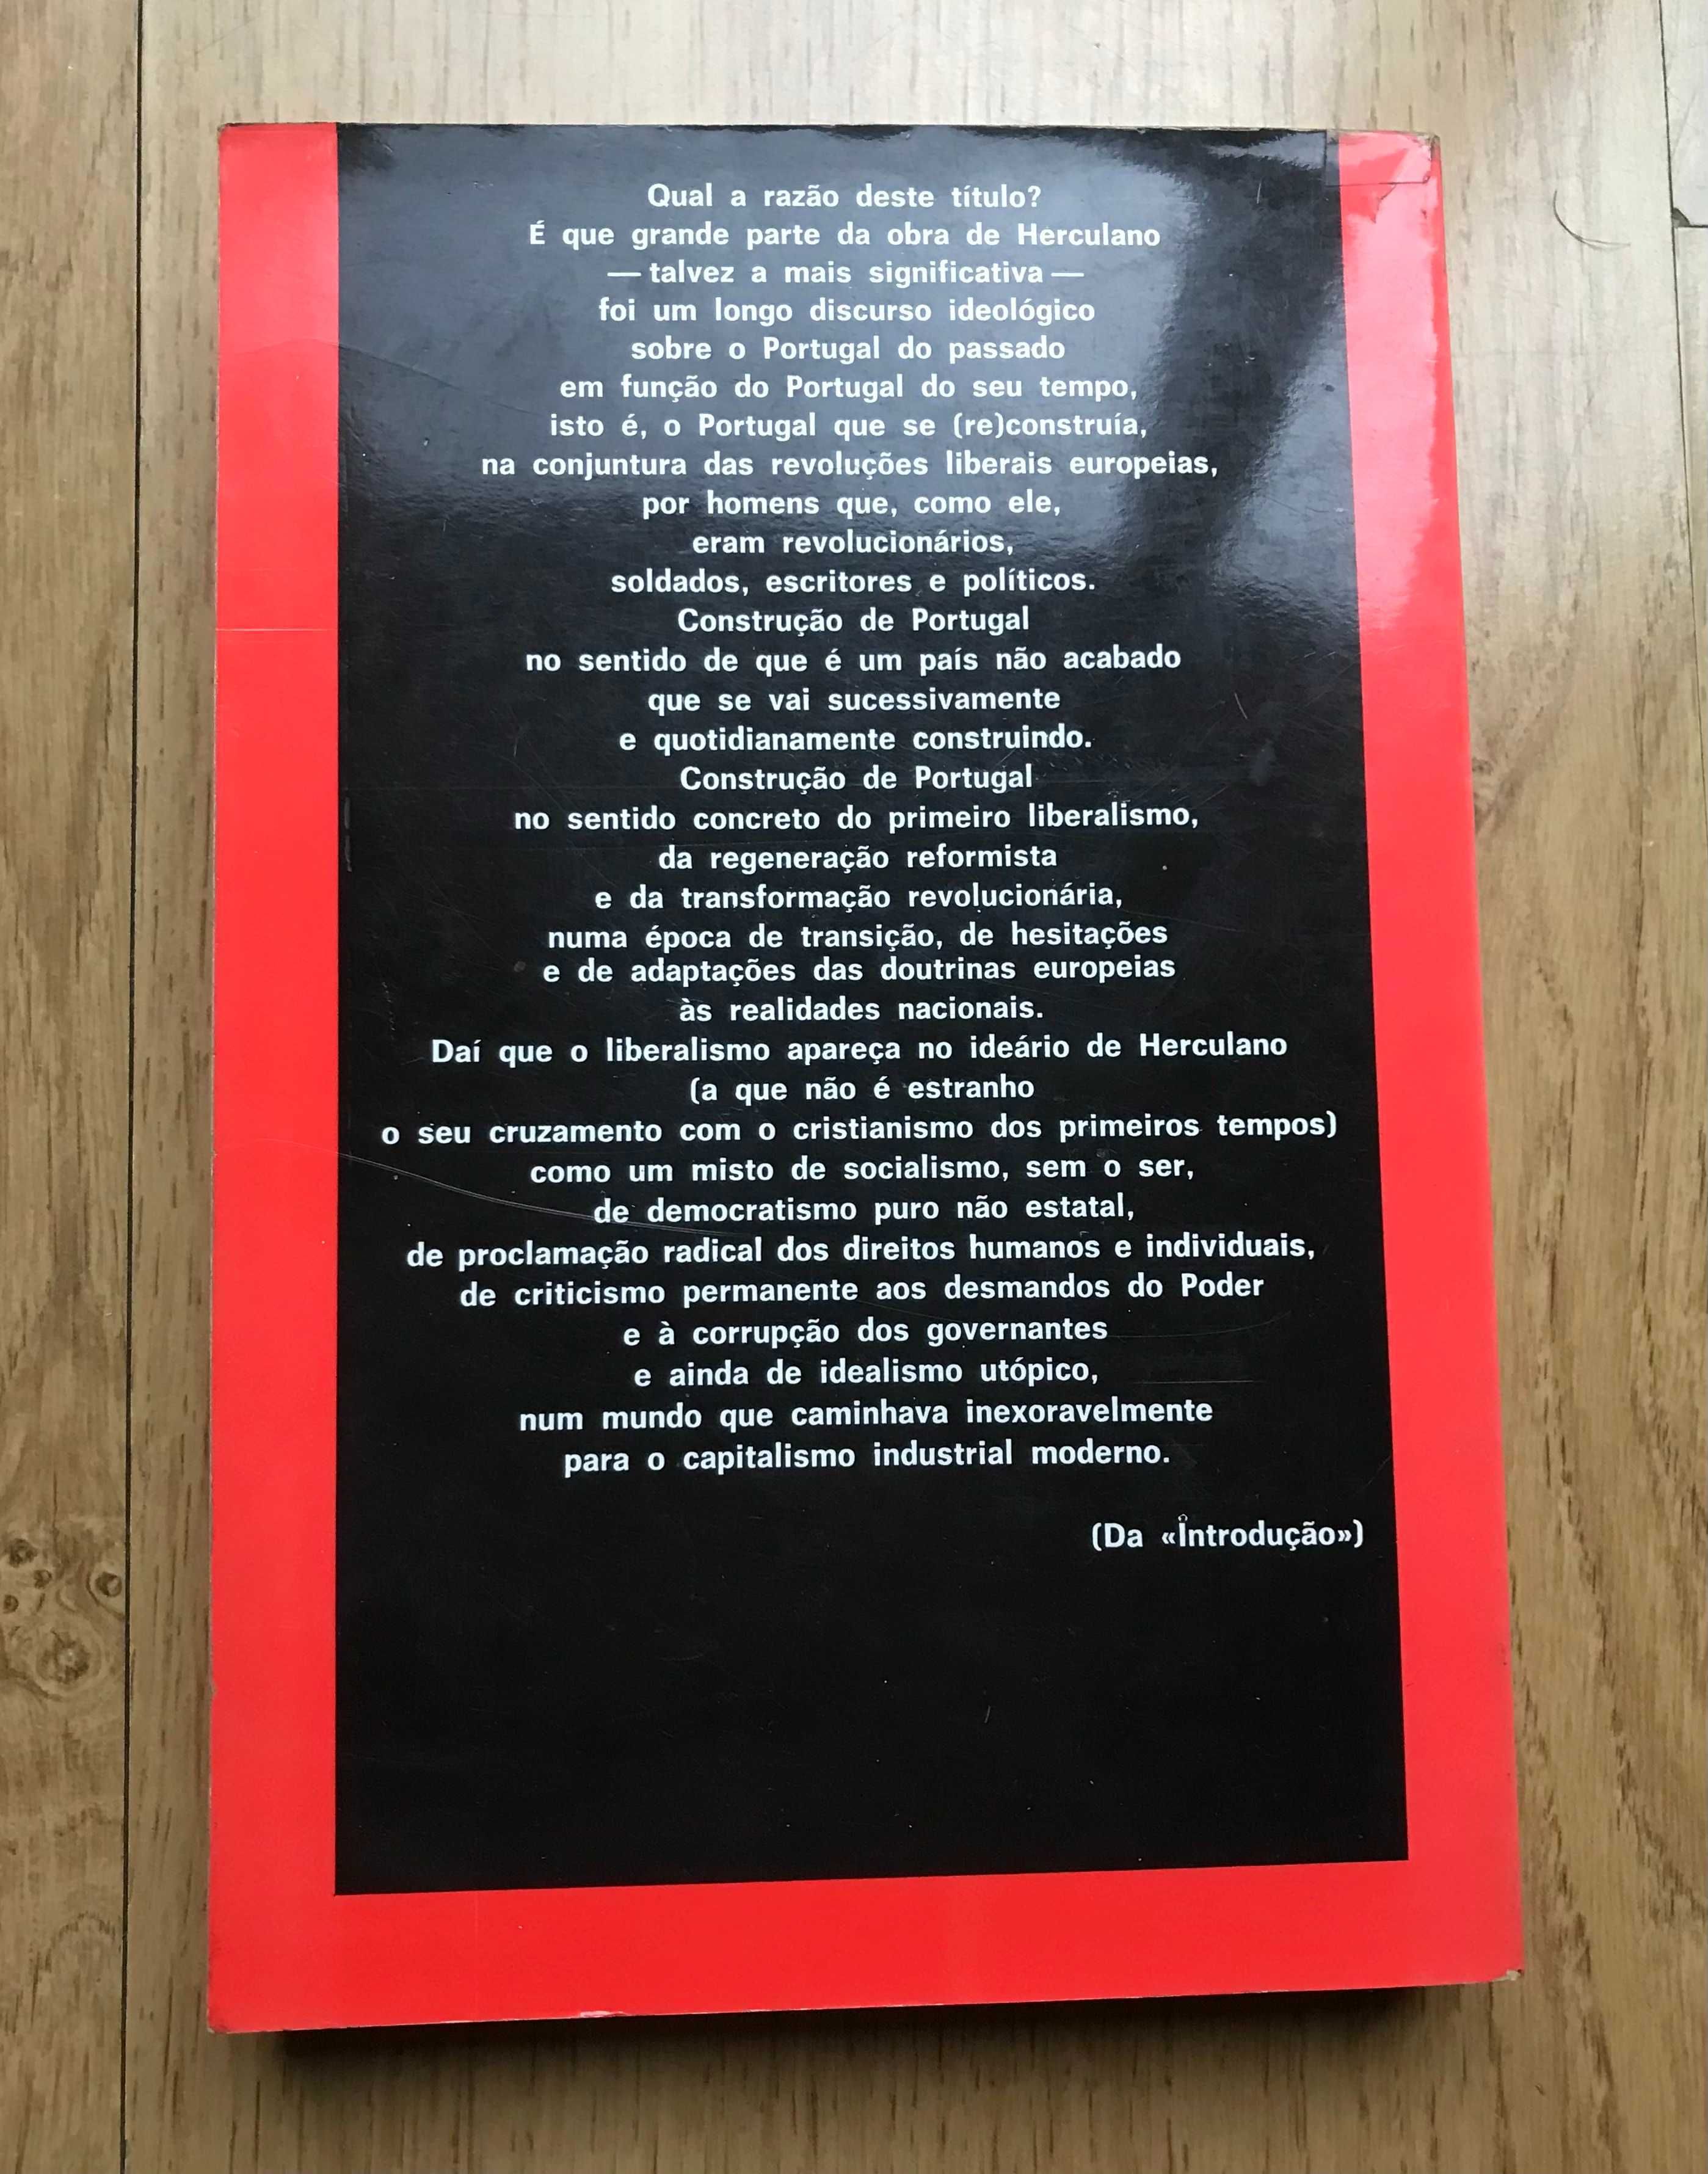 Qual a razão deste título?
É que grande parte da obra de Herculano
— talvez a mais significativa —
foi um longo discurso ideológico
sobre o Portugal do passado
em função do Portugal do seu tempo,
isto é, o Portugal que se (re)construía,
na conjuntura das revoluções liberais europeias,
por homens que, como ele,
eram revolucionários,
soldados, escritores e políticos.
Construção de Portugal
no sentido de que é um país não acabado
que se vai sucessivamente
e quotidianamente construindo.
Construção de Portugal
no sentido concreto do primeiro liberalismo,
da regeneração reformista
e da transformação revolucionária,
numa época de transição, de hesitações
e de adaptações das doutrinas europeias
às realidades nacionais.
Daí que o liberalismo apareça no ideário de Herculano
(a que não é estranho
o seu cruzamento com o cristianismo dos primeiros tempos)
como um misto de socialismo, sem o ser,
de democratismo puro não estatal,
de proclamação radical dos direitos humanos e individuais,
de criticismo permanente aos desmandos do Poder
e à corrupção dos governantes
e ainda de idealismo utópico,
num mundo que caminhava inexoravelmente
para o capitalismo industrial moderno.
(Da «Introdução»)